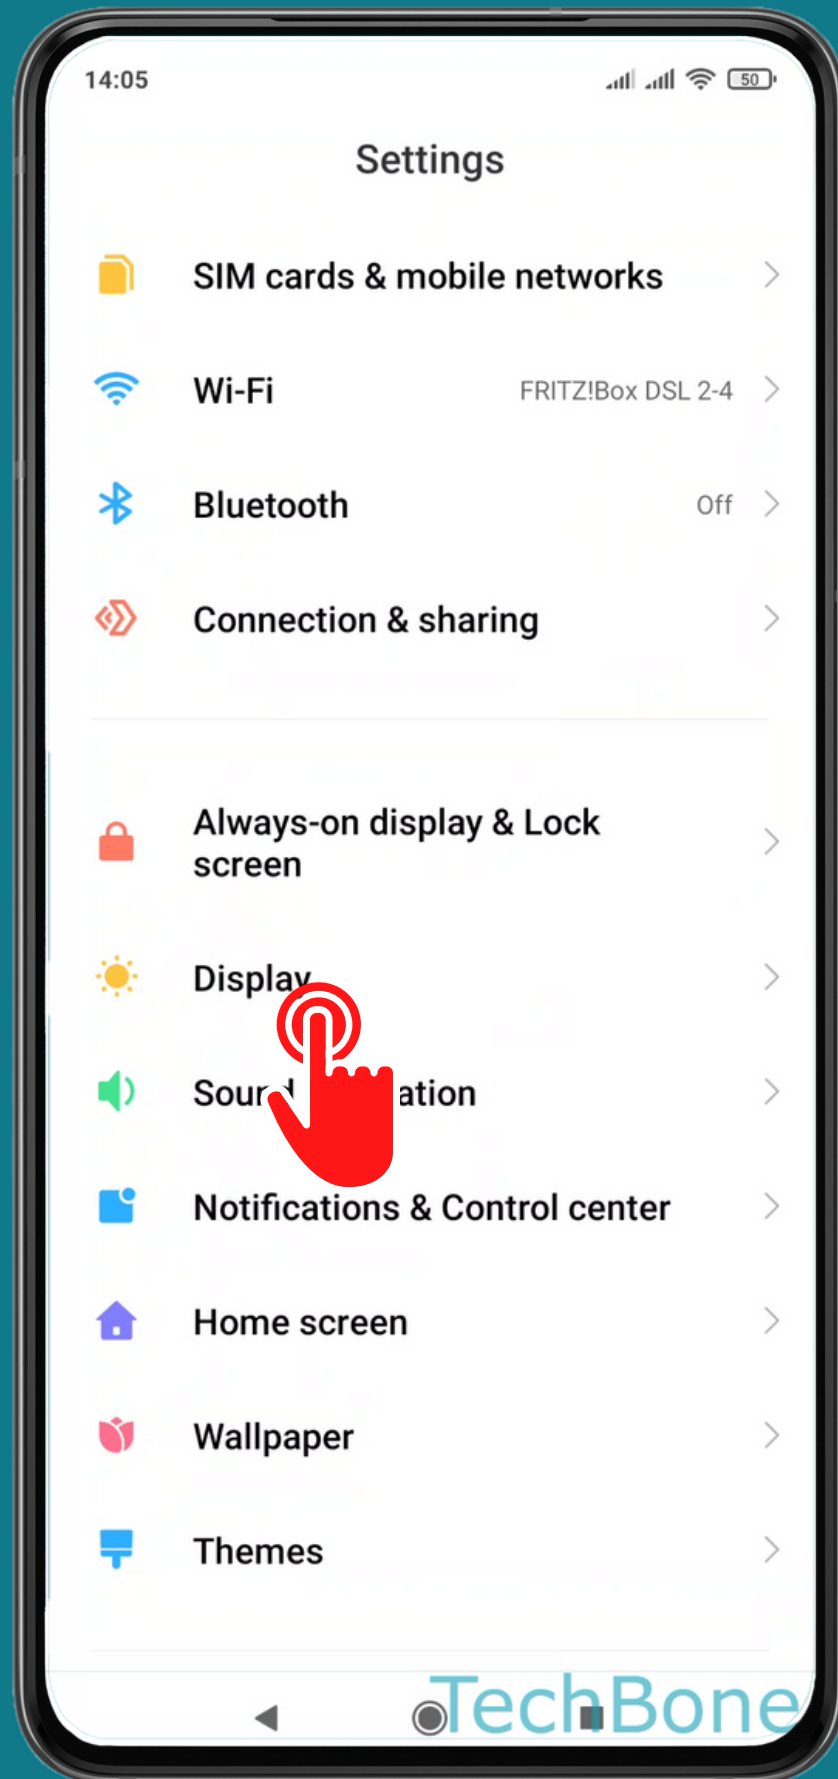 14:05
50
Settings
SIM cards & mobile networks
Wi-Fi
FRITZ!Box DSL 2-4
Bluetooth
Off
Connection & sharing
Always-on display & Lock
screen
Display
Notifications & Control center
Home screen
Wallpaper
Themes
TechBone